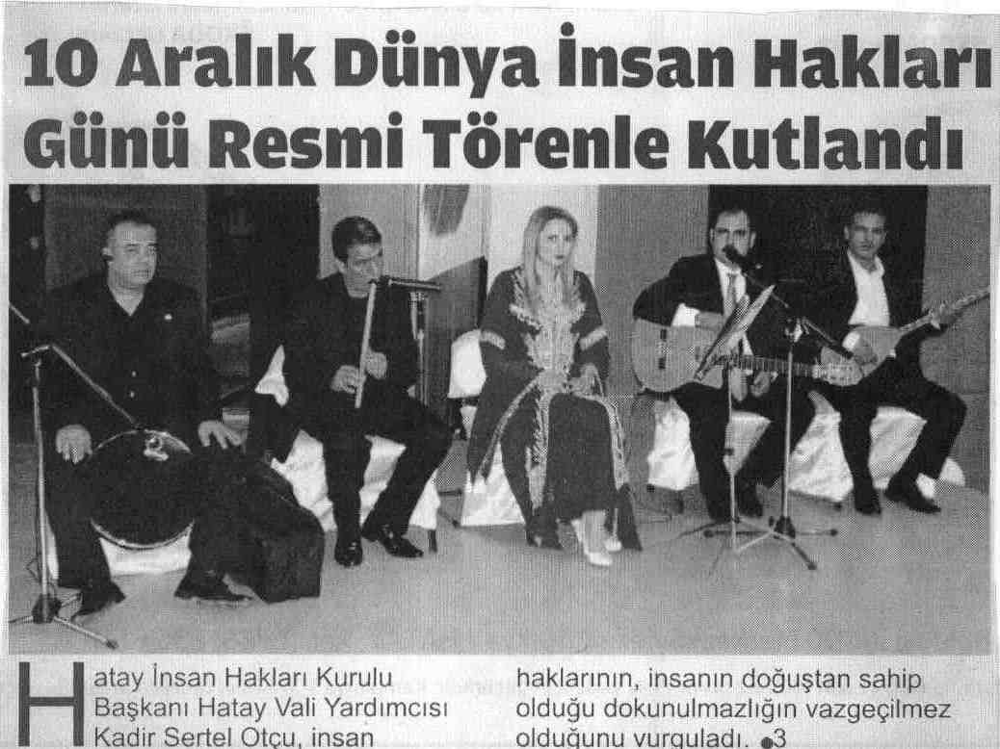 10 Aralık Dünya İnsan Hakları
Günü Resmi Törenle Kutlandı
Hatay İnsan Hakları Kurulu
Başkanı Hatay Vali Yardımcısı
Kadir Sertel Otçu, insan
haklarının, insanın doğuştan sahip
olduğu dokunulmazlığın vazgeçilmez
olduğunu vurguladı. ●3